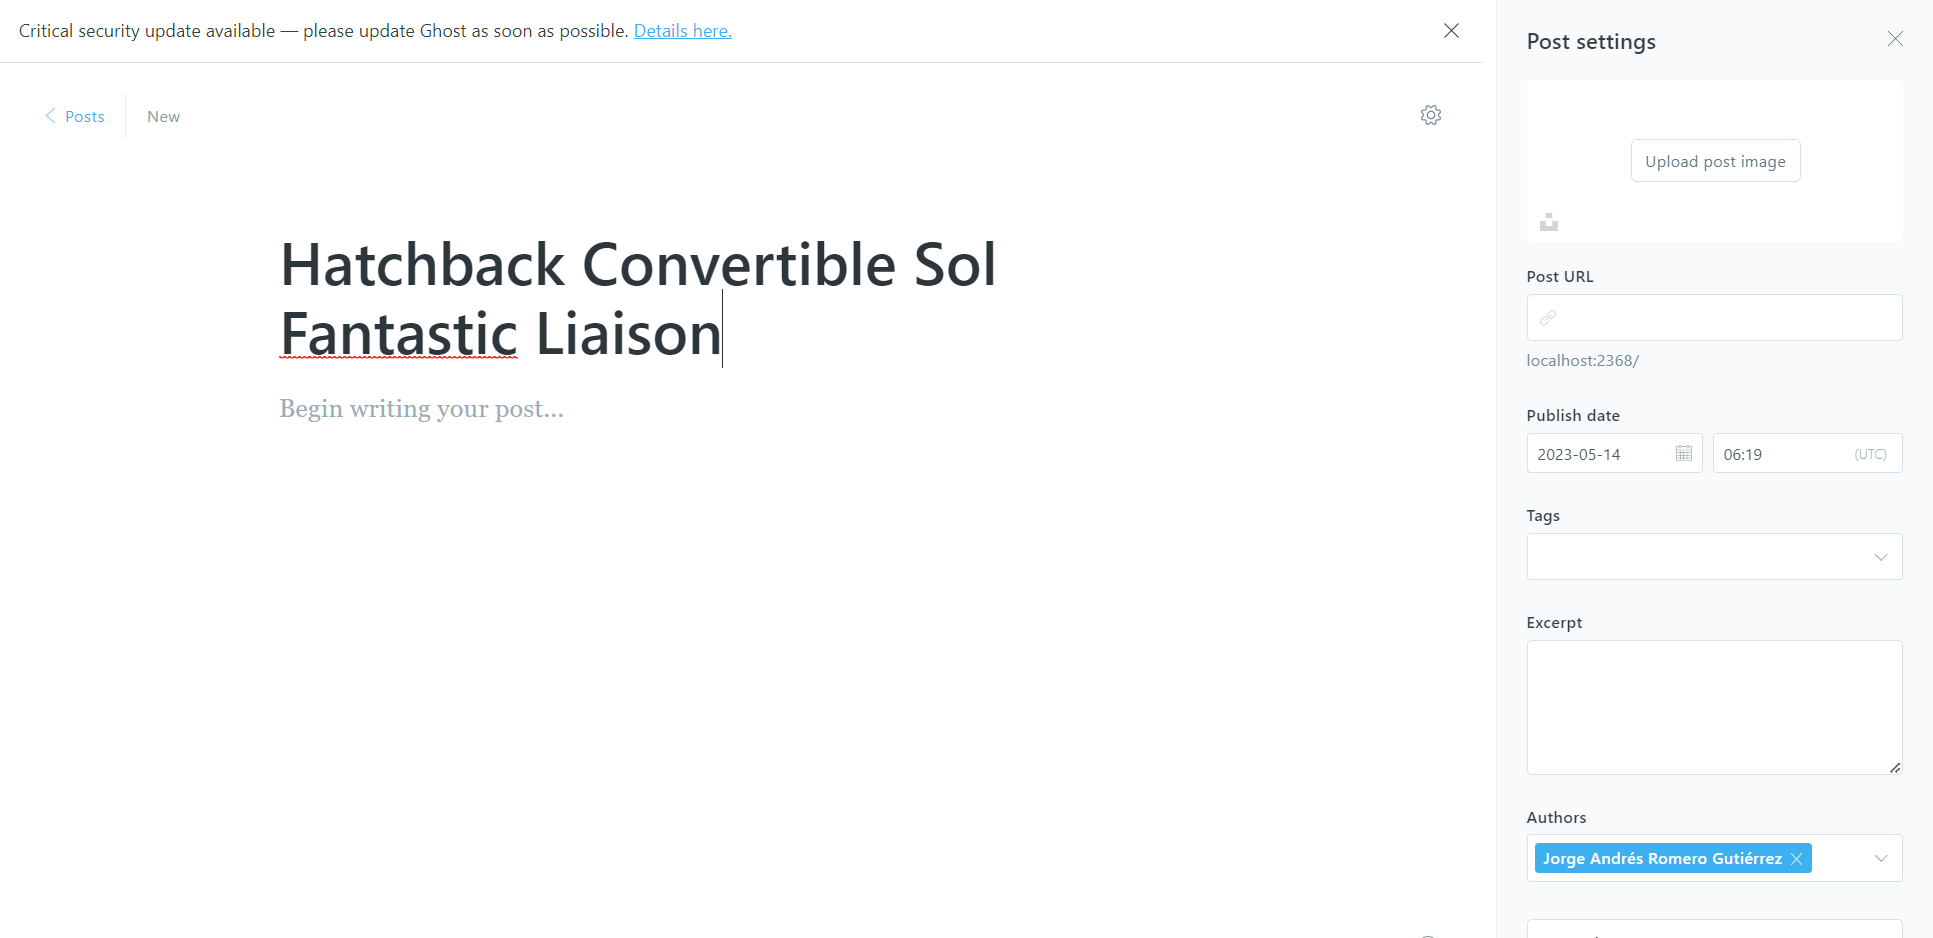 Critical security update available — please update Ghost as soon as possible. Details here.
Posts
New
Hatchback Convertible Sol
Fantastic Liaison
Begin writing your post...
Post settings
Upload post image
Post URL
localhost:2368/
Publish date
2023-05-14
06:19
(UTC)
Tags
Excerpt
Authors
Jorge Andrés Romero Gutiérrez